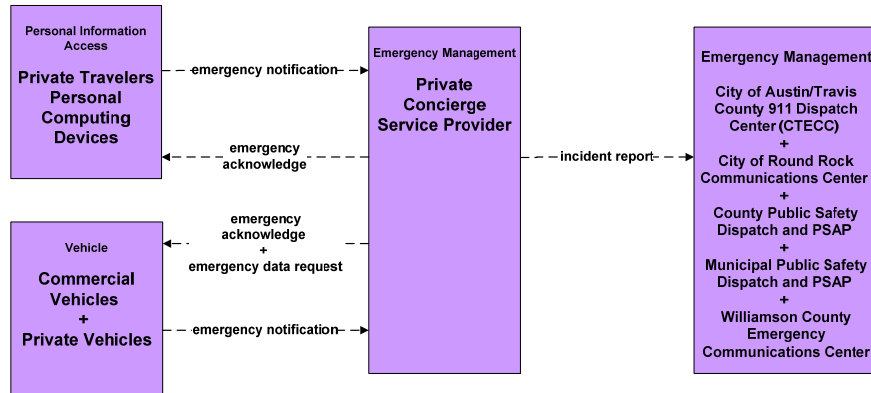 Personal Information
Access
Private Travelers
Personal
Computing
Devices
emergency notification
emergency
acknowledge
Vehicle
Commercial
Vehicles
+
Private Vehicles
emergency
acknowledge
+
emergency data request
emergency notification
Emergency Management
Private
Concierge
Service Provider
incident report
Emergency Management
City of Austin/Travis
County 911 Dispatch
Center (CTECC)
+
City of Round Rock
Communications Center
+
County Public Safety
Dispatch and PSAP
+
Municipal Public Safety
Dispatch and PSAP
+
Williamson County
Emergency
Communications Center